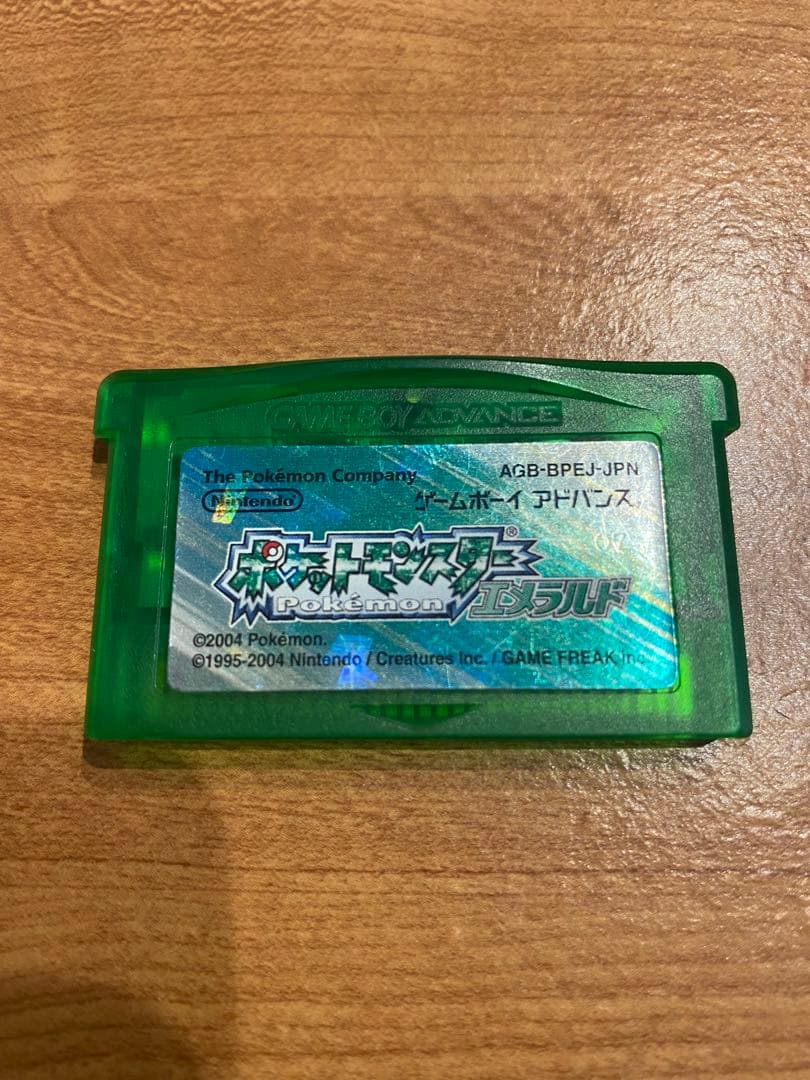 GAME BOY ADVANCE
The Pokémon Company
AGB-BPEJ-JPN
Nintendo
ゲームボーイ アドバンス
07
ポケットモンスター®
Pokémon
エメラルド
©2004 Pokémon.
©1995-2004 Nintendo / Creatures Inc. / GAME FREAK inc.